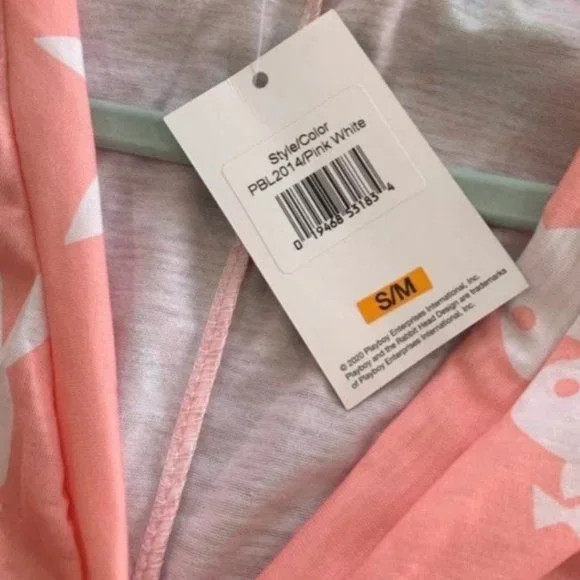 Style/Color
PBL2014/Pink White
0 19468 53183 4
S/M
© 2020 Playboy Enterprises International, Inc.
Playboy and the Rabbit Head Design are trademarks
of Playboy Enterprises International, Inc.